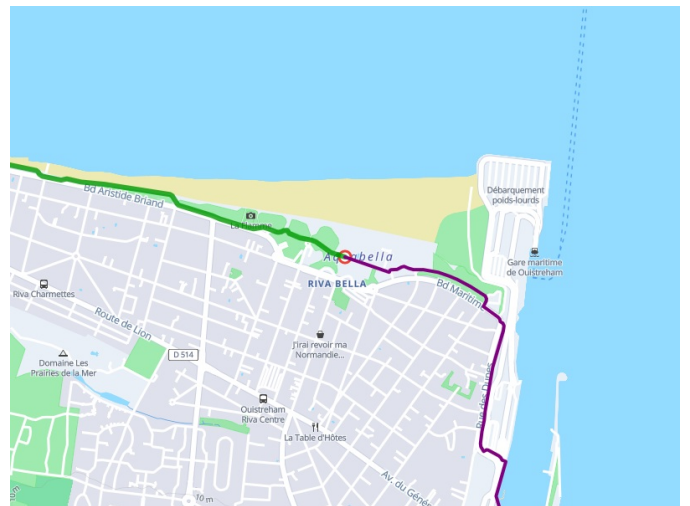 Débarquement
poids-lourds
Bd Aristide Briand
La Flamme
Aquabella
Gare maritime
de Ouistreham
RIVA BELLA
Riva Charmettes
Bd Maritime
Route de Lion
J'irai revoir ma
Normandie...
D 514
Domaine Les
Prairies de la Mer
Rue des Dunes
Ouistreham
Riva Centre
La Table d'Hôtes
Av. du Génér
10 m